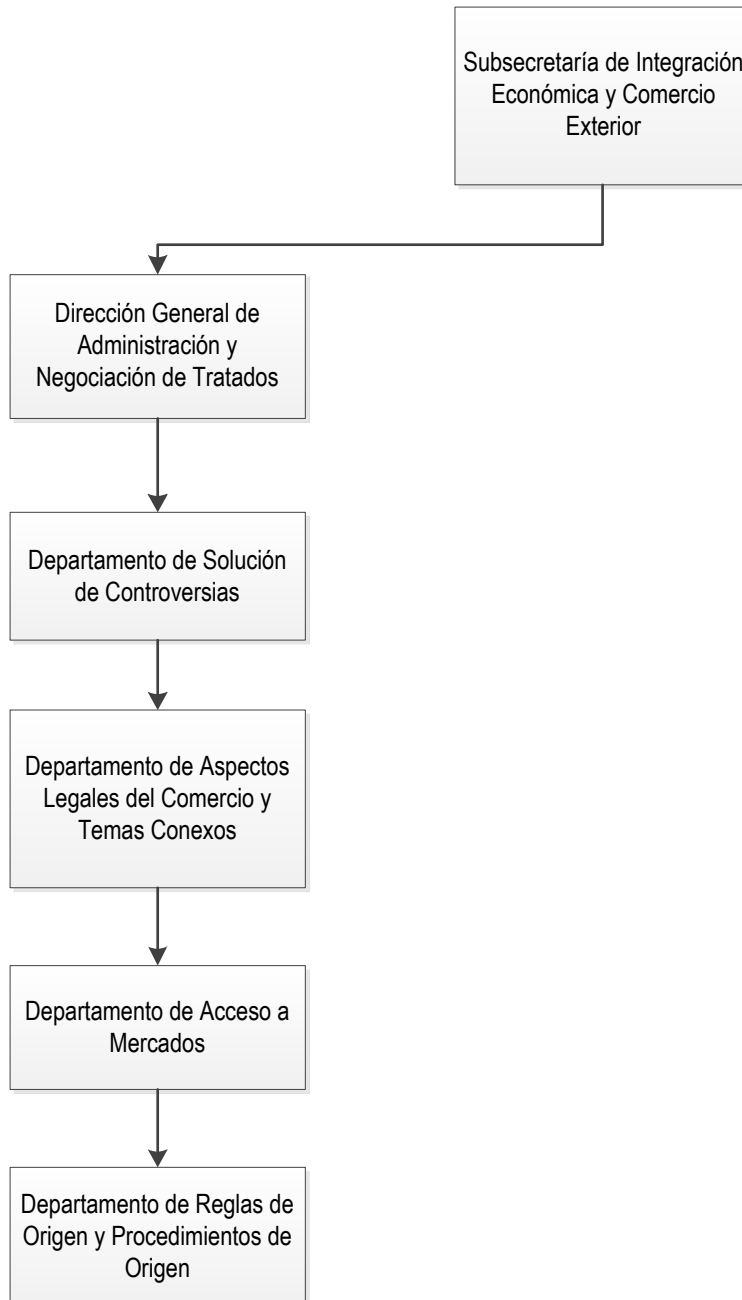 Subsecretaría de Integración
Económica y Comercio
Exterior
Dirección General de
Administración y
Negociación de Tratados
Departamento de Solución
de Controversias
Departamento de Aspectos
Legales del Comercio y
Temas Conexos
Departamento de Acceso a
Mercados
Departamento de Reglas de
Origen y Procedimientos de
Origen